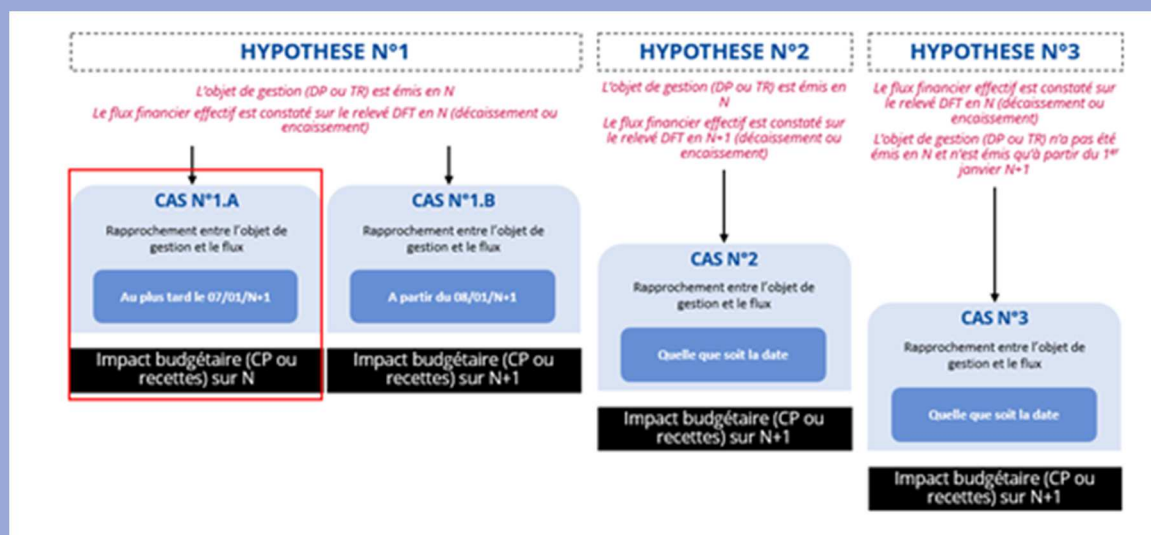 HYPOTHESE N°1
L'objet de gestion (DP ou TR) est émis en N
Le flux financier effectif est constaté sur le relevé DFT en N (décaissement ou
encaissement)
CAS N°1.A
Rapprochement entre l'objet de
gestion et le flux
Au plus tard le 07/01/N+1
Impact budgétaire (CP ou
recettes) sur N
CAS N°1.B
Rapprochement entre l'objet de
gestion et le flux
A partir du 08/01/N+1
Impact budgétaire (CP ou
recettes) sur N+1
HYPOTHESE N°2
L'objet de gestion (DP ou TR) est émis en
N
Le flux financier effectif est constaté sur
le relevé DFT en N+1 (décaissement ou
encaissement)
CAS N°2
Rapprochement entre l'objet de
gestion et le flux
Quelle que soit la date
Impact budgétaire (CP ou
recettes) sur N+1
HYPOTHESE N°3
Le flux financier effectif est constaté sur
le relevé DFT en N (décaissement ou
encaissement)
L'objet de gestion (DP ou TR) n'a pas été
émis en N et n'est émis qu'à partir du 1er
janvier N+1
CAS N°3
Rapprochement entre l'objet de
gestion et le flux
Quelle que soit la date
Impact budgétaire (CP ou
recettes) sur N+1